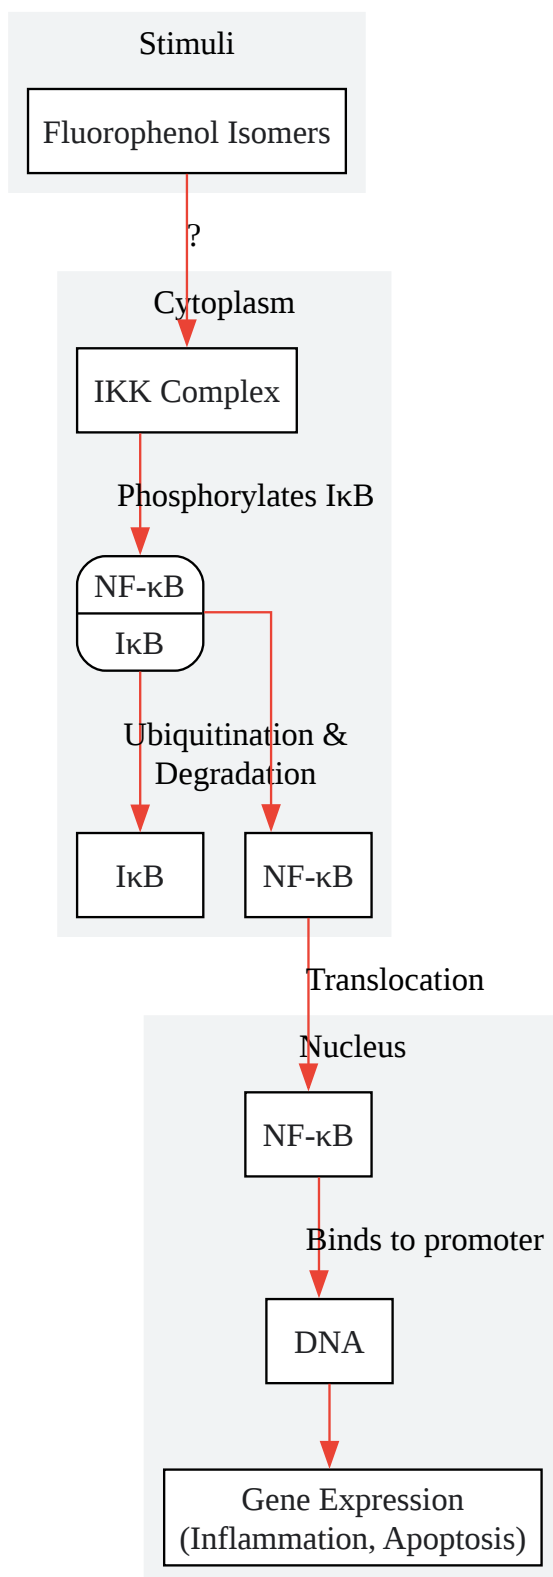 Stimuli
Fluorophenol Isomers
?
Cytoplasm
IKK Complex
Phosphorylates IκB
NF-κB
IκB
Ubiquitination &
Degradation
IκB
NF-κB
Translocation
Nucleus
NF-κB
Binds to promoter
DNA
Gene Expression
(Inflammation, Apoptosis)